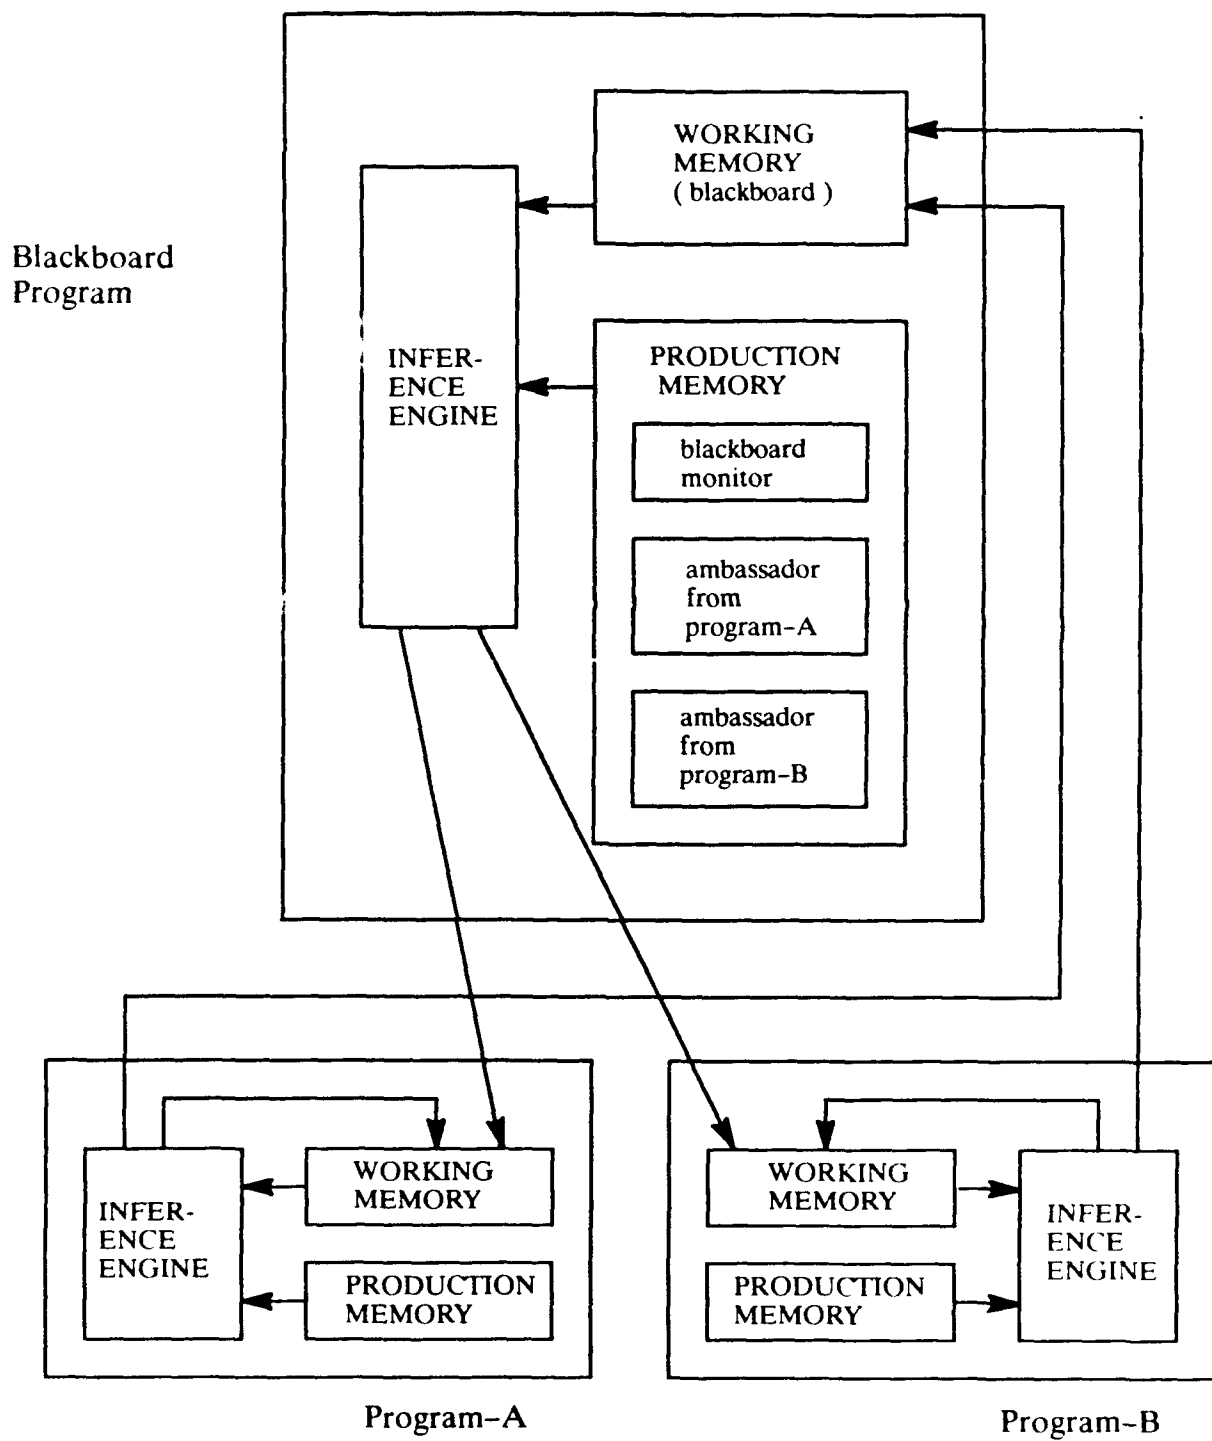 Blackboard
Program
WORKING
MEMORY
( blackboard )
INFER-
ENCE
ENGINE
PRODUCTION
MEMORY
blackboard
monitor
ambassador
from
program-A
ambassador
from
program-B
WORKING
MEMORY
INFER-
ENCE
ENGINE
PRODUCTION
MEMORY
Program-A
WORKING
MEMORY
INFER-
ENCE
ENGINE
PRODUCTION
MEMORY
Program-B